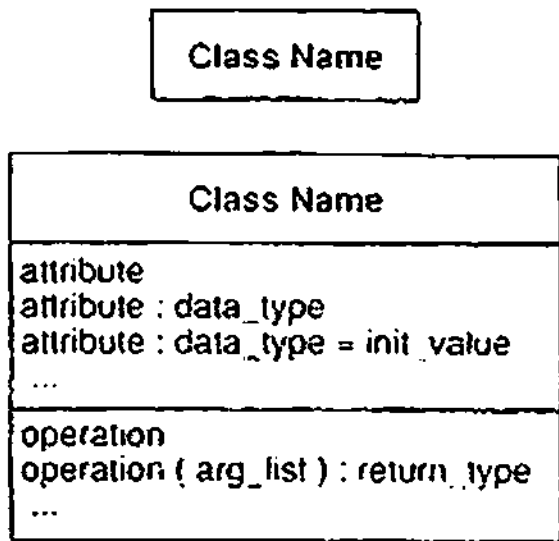 Class Name
Class Name
attribute
attribute : data_type
attribute : data_type = init_value
...
operation
operation ( arg_list ) : return_type
...